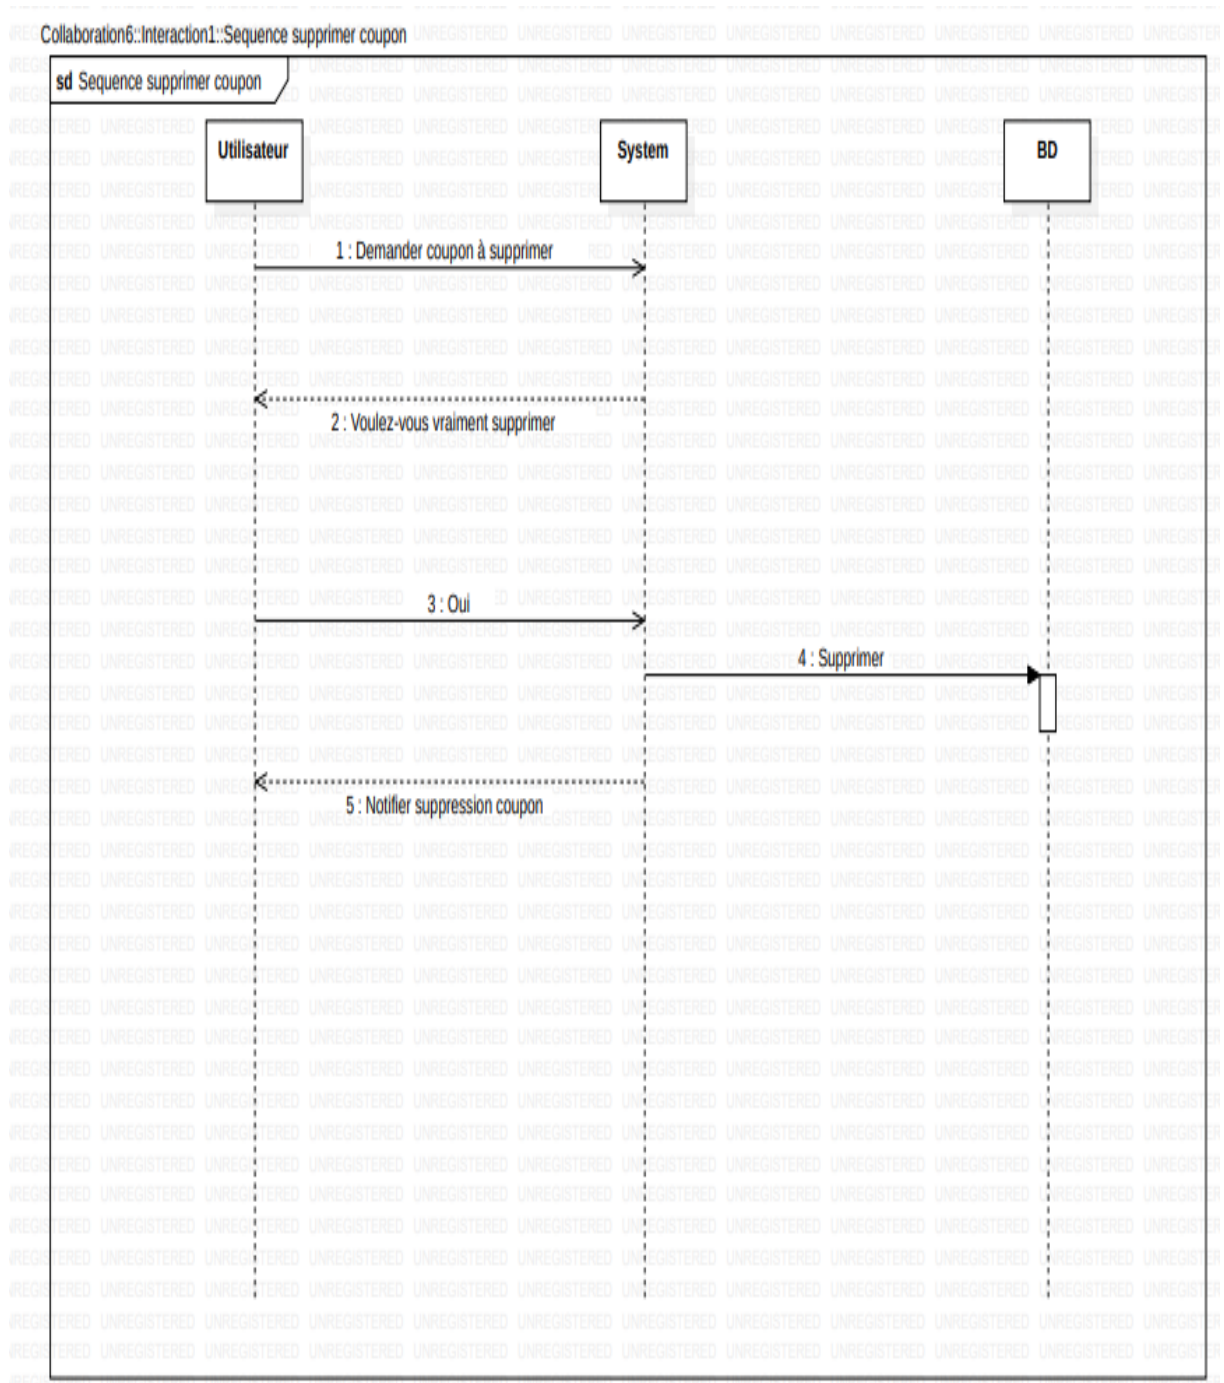 Collaboration6::Interaction1::Sequence supprimer coupon
sd Sequence supprimer coupon
Utilisateur
System
BD
1 : Demander coupon à supprimer
2 : Voulez-vous vraiment supprimer
3 : Oui
4 : Supprimer
5 : Notifier suppression coupon
UNREGISTERED